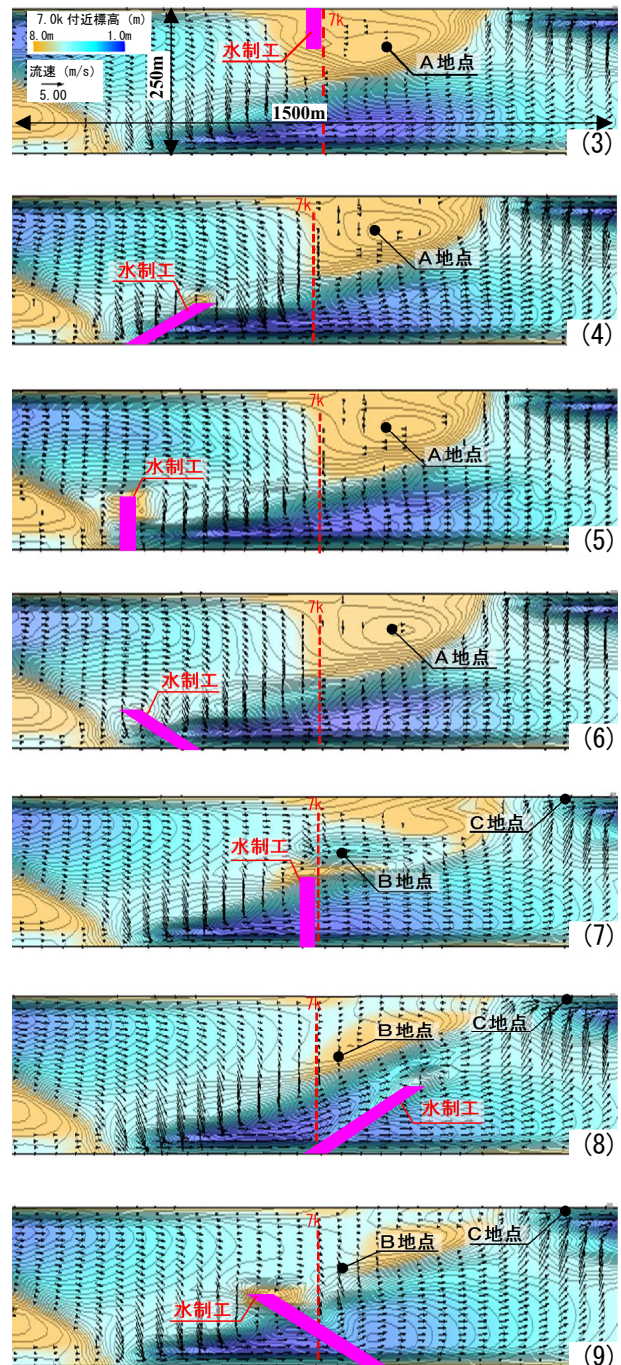 7.0k 付近標高 (m)
8.0m 1.0m
流速 (m/s)
5.00
250m
1500m
7k
水制工
A地点
(3)
7k
水制工
A地点
(4)
7k
水制工
A地点
(5)
7k
水制工
A地点
(6)
7k
水制工
B地点
C地点
(7)
7k
B地点
C地点
水制工
(8)
7k
B地点
C地点
水制工
(9)